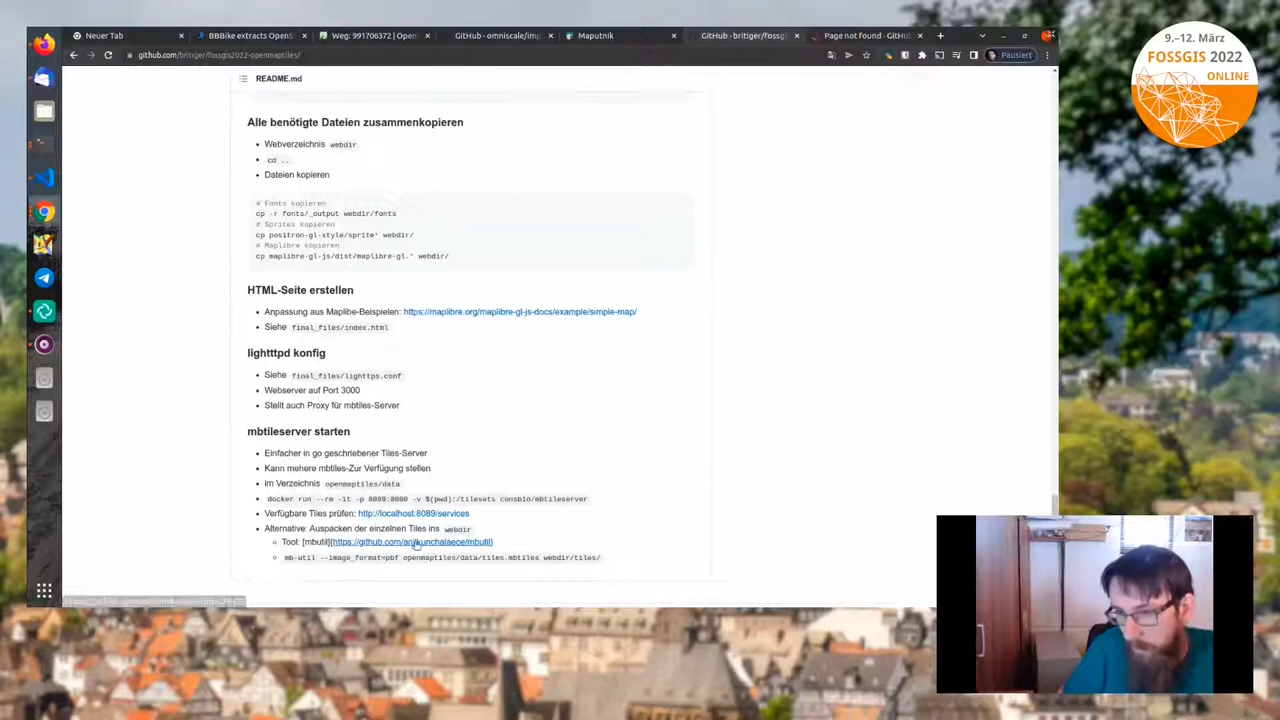 Neuer Tab
BBBike extracts OpenS
Weg: 991706372 | Open
GitHub - omniscale/imp
Maputnik
GitHub - britiger/fossg
Page not found · GitHub
github.com/britiger/fossgis2022-openmaptiles/
Pausiert
9.–12. März
FOSSGIS 2022
ONLINE
README.md
Alle benötigte Dateien zusammenkopieren
• Webverzeichnis webdir
• cd ..
• Dateien kopieren
# Fonts kopieren
cp -r fonts/_output webdir/fonts
# Sprites kopieren
cp positron-gl-style/sprite* webdir/
# Maplibre kopieren
cp maplibre-gl-js/dist/maplibre-gl.* webdir/
HTML-Seite erstellen
• Anpassung aus Maplibe-Beispielen: https://maplibre.org/maplibre-gl-js-docs/example/simple-map/
• Siehe final_files/index.html
lightttpd konfig
• Siehe final_files/lighttps.conf
• Webserver auf Port 3000
• Stellt auch Proxy für mbtiles-Server
mbtileserver starten
• Einfacher in go geschriebener Tiles-Server
• Kann mehere mbtiles-Zur Verfügung stellen
• im Verzeichnis openmaptiles/data
• docker run --rm -it -p 8089:8000 -v $(pwd):/tilesets consbio/mbtileserver
• Verfügbare Tiles prüfen: http://localhost:8089/services
• Alternative: Auspacken der einzelnen Tiles ins webdir
Tool: [mbutil](https://github.com/anjkunchalaece/mbutil)
mb-util --image_format=pbf openmaptiles/data/tiles.mbtiles webdir/tiles/